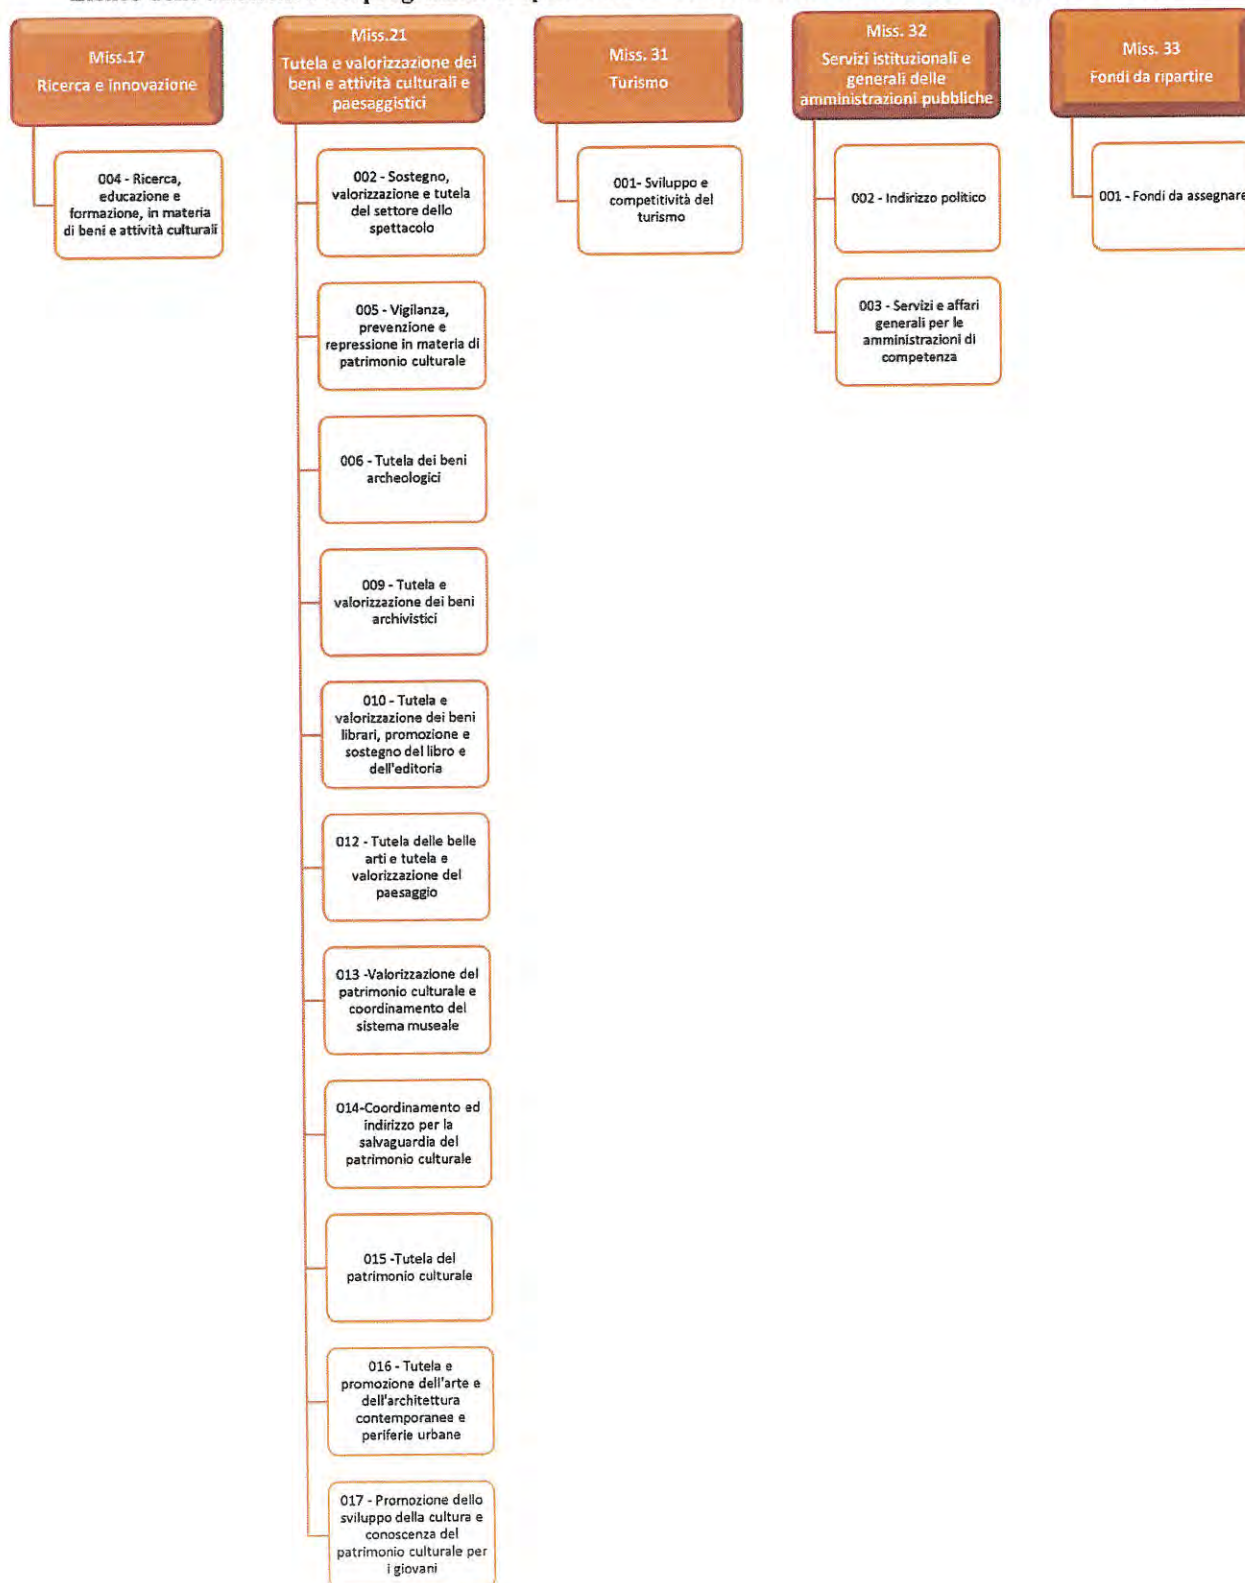 Miss.17
Ricerca e innovazione
004 - Ricerca,
educazione e
formazione, in materia
di beni e attività culturali
Miss.21
Tutela e valorizzazione dei
beni e attività culturali e
paesaggistici
002 - Sostegno,
valorizzazione e tutela
del settore dello
spettacolo
005 - Vigilanza,
prevenzione e
repressione in materia di
patrimonio culturale
006 - Tutela dei beni
archeologici
009 - Tutela e
valorizzazione dei beni
archivistici
010 - Tutela e
valorizzazione dei beni
librari, promozione e
sostegno del libro e
dell'editoria
012 - Tutela delle belle
arti e tutela e
valorizzazione del
paesaggio
013 -Valorizzazione del
patrimonio culturale e
coordinamento del
sistema museale
014-Coordinamento ed
indirizzo per la
salvaguardia del
patrimonio culturale
015 -Tutela del
patrimonio culturale
016 - Tutela e
promozione dell'arte e
dell'architettura
contemporanee e
periferie urbane
017 - Promozione dello
sviluppo della cultura e
conoscenza del
patrimonio culturale per
i giovani
Miss. 31
Turismo
001- Sviluppo e
competitività del
turismo
Miss. 32
Servizi istituzionali e
generali delle
amministrazioni pubbliche
002 - Indirizzo politico
003 - Servizi e affari
generali per le
amministrazioni di
competenza
Miss. 33
Fondi da ripartire
001 - Fondi da assegnare